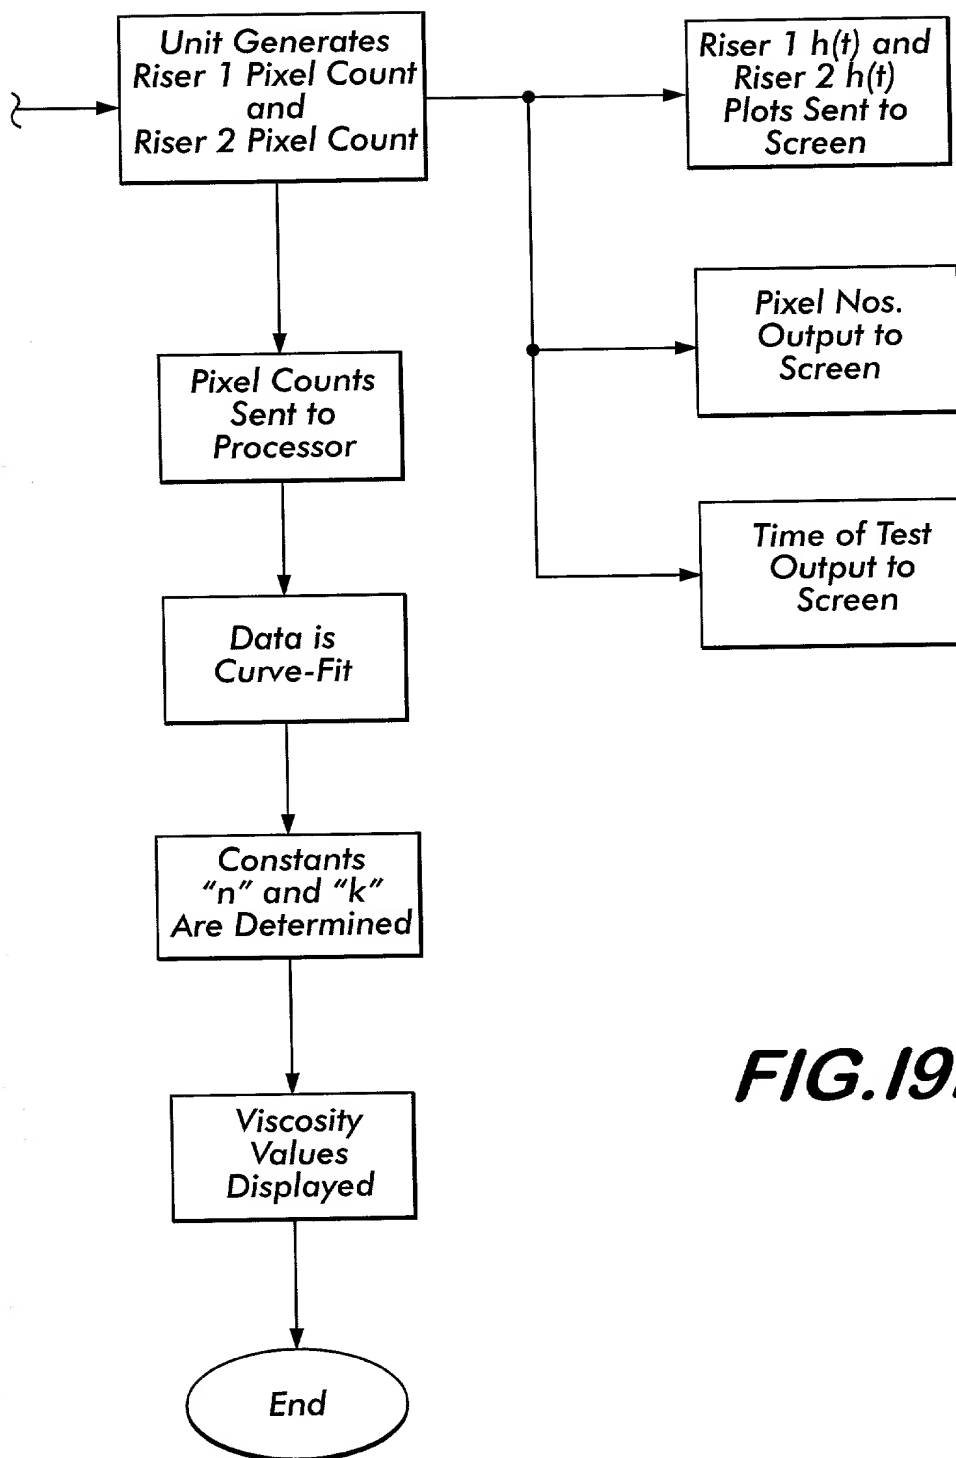 Unit Generates
Riser 1 Pixel Count
and
Riser 2 Pixel Count
Riser 1 h(t) and
Riser 2 h(t)
Plots Sent to
Screen
Pixel Nos.
Output to
Screen
Time of Test
Output to
Screen
Pixel Counts
Sent to
Processor
Data is
Curve-Fit
Constants
"n" and "k"
Are Determined
Viscosity
Values
Displayed
End
FIG.19